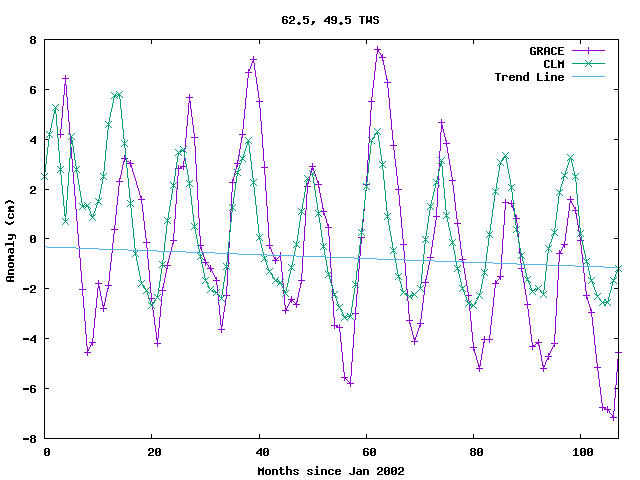 62.5, 49.5 TWS
GRACE
CLM
Trend Line
8
6
4
2
0
-2
-4
-6
-8
Anomaly (cm)
0 20 40 60 80 100
Months since Jan 2002